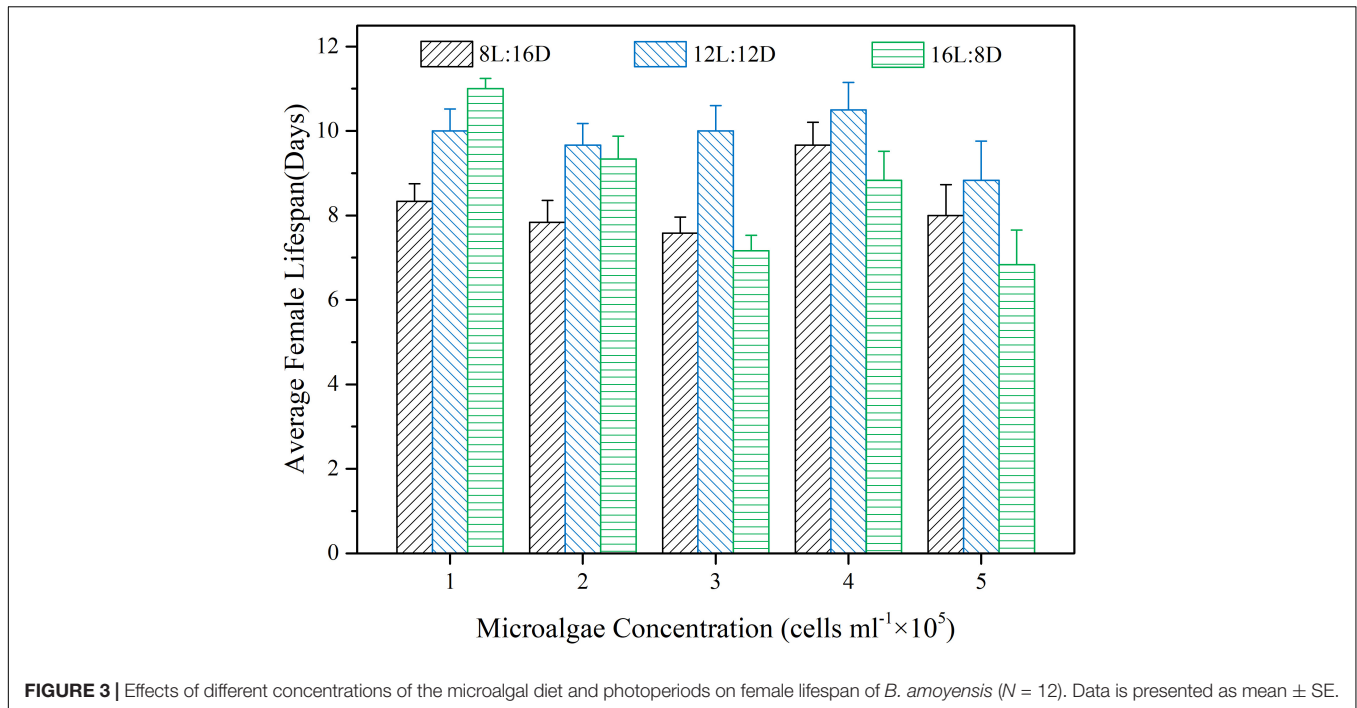 12
10
8
6
4
2
0
Average Female Lifespan(Days)
8L:16D 12L:12D 16L:8D
1 2 3 4 5
Microalgae Concentration (cells ml⁻¹×10⁵)
FIGURE 3 | Effects of different concentrations of the microalgal diet and photoperiods on female lifespan of B. amoyensis (N = 12). Data is presented as mean ± SE.